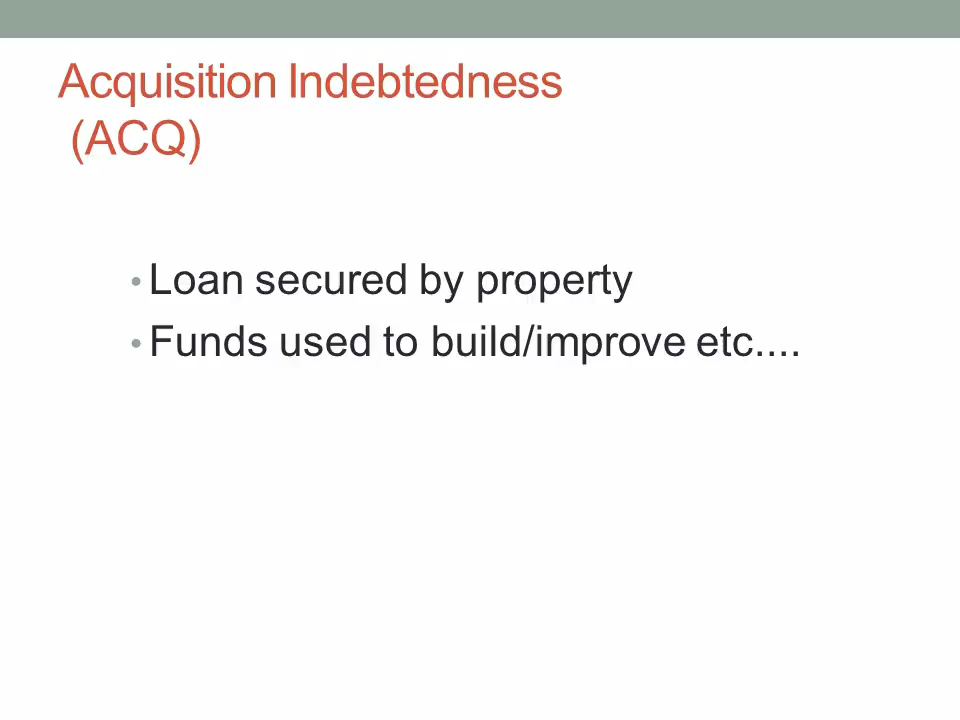 Acquisition Indebtedness
(ACQ)
• Loan secured by property
• Funds used to build/improve etc....